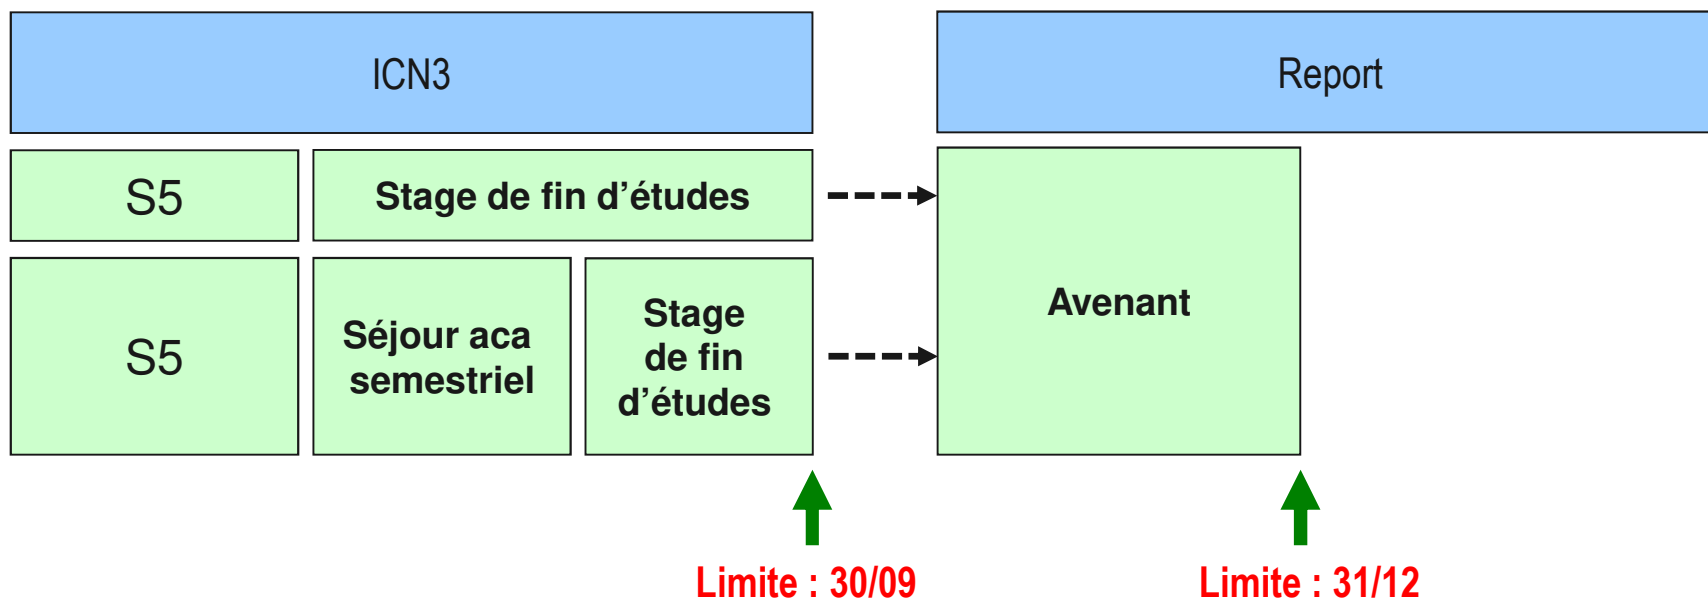 ICN3
Report
S5
Stage de fin d’études
S5
Séjour aca
semestriel
Stage
de fin
d’études
Avenant
Limite : 30/09
Limite : 31/12